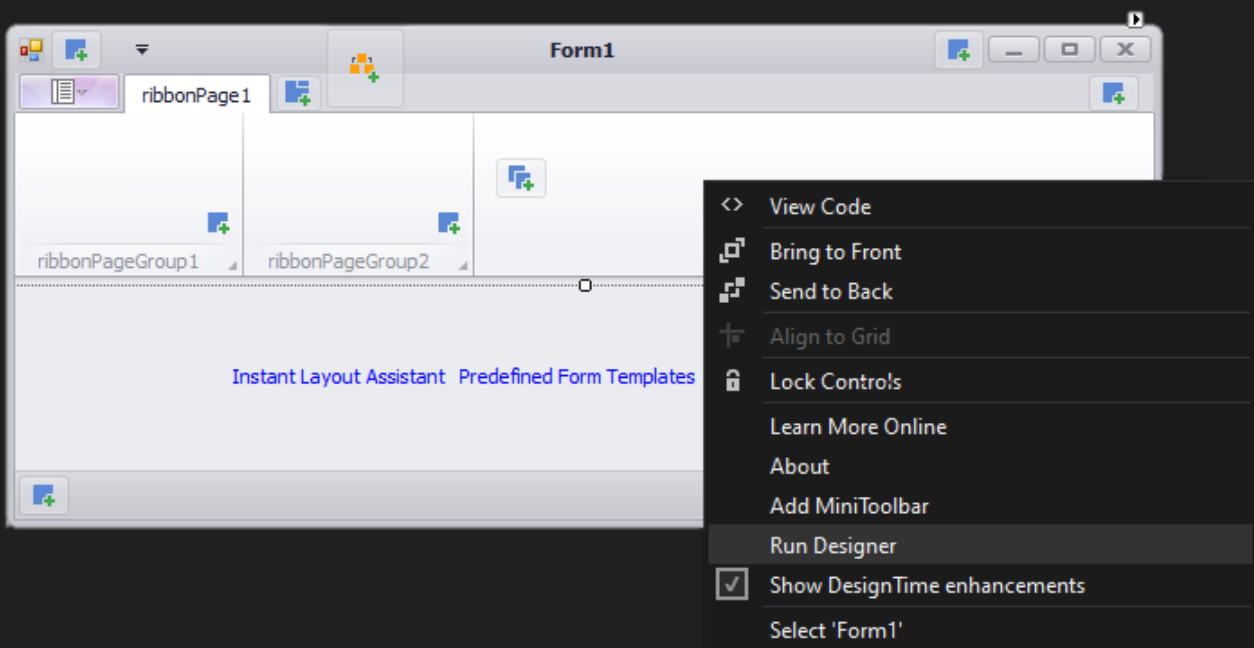 Form1
ribbonPage1
ribbonPageGroup1
ribbonPageGroup2
Instant Layout Assistant Predefined Form Templates
View Code
Bring to Front
Send to Back
Align to Grid
Lock Controls
Learn More Online
About
Add MiniToolbar
Run Designer
Show DesignTime enhancements
Select 'Form1'